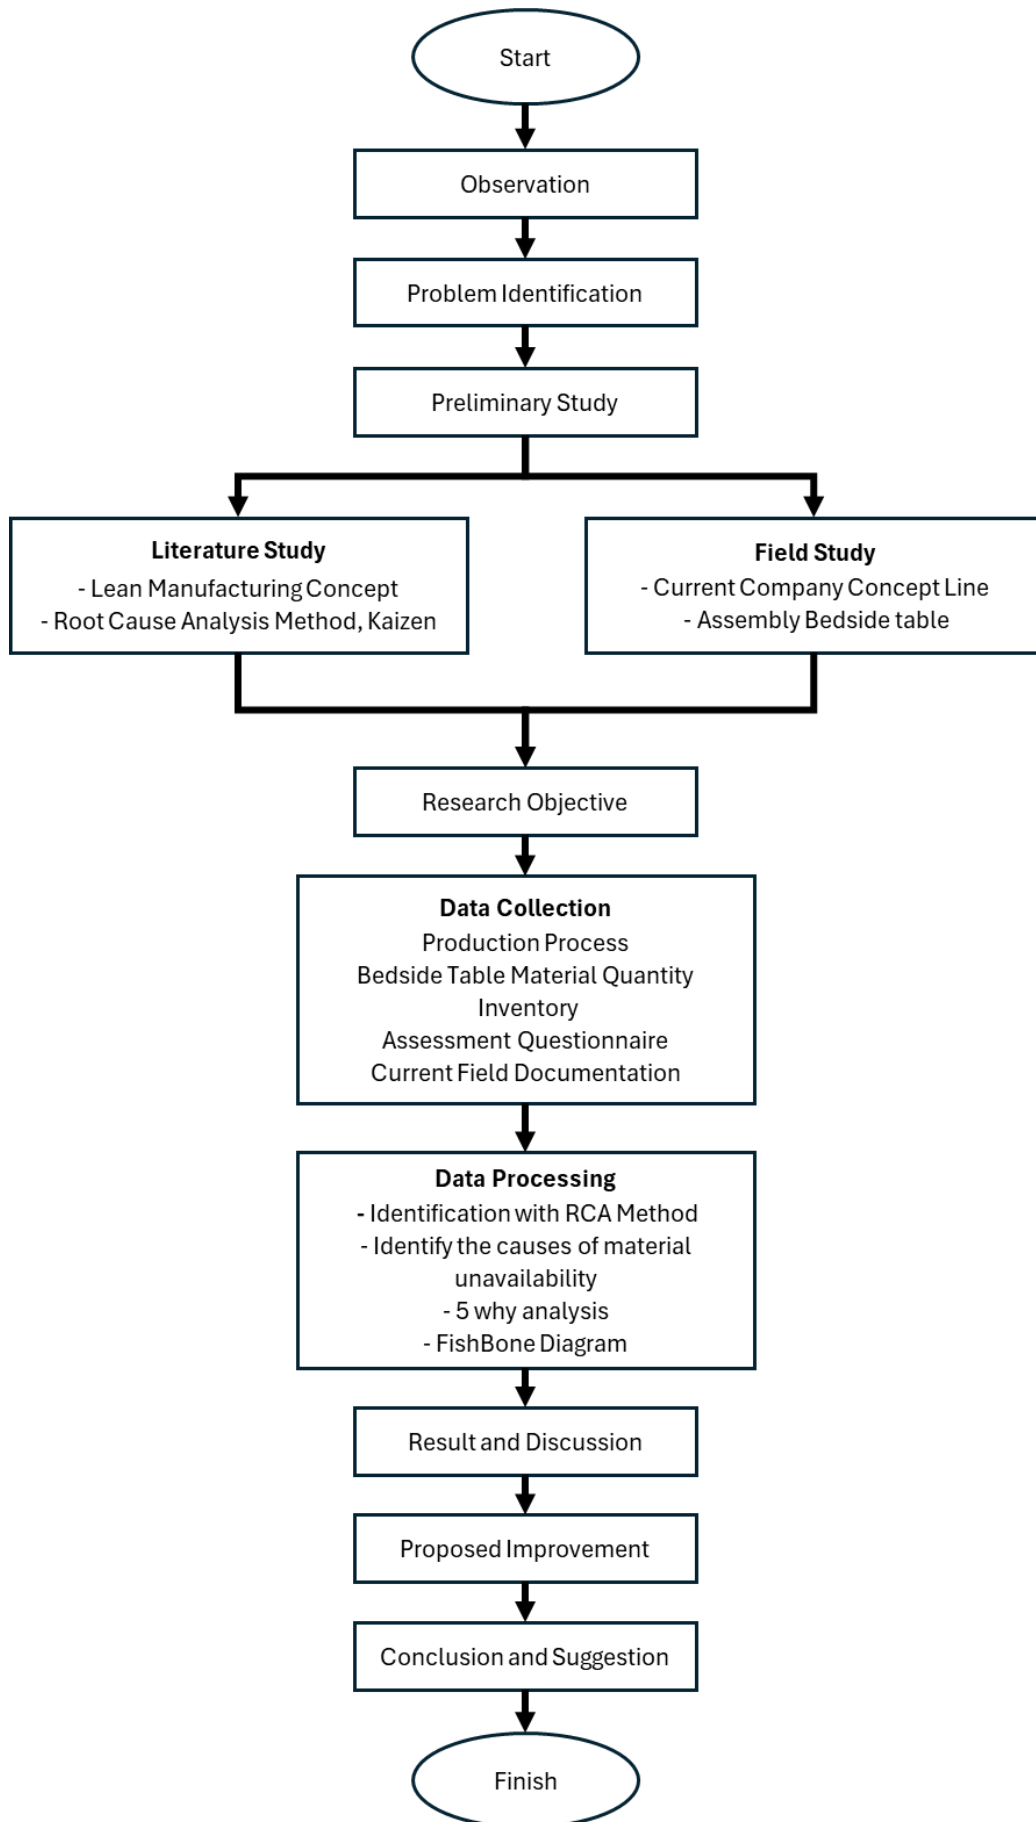 Start
Observation
Problem Identification
Preliminary Study
Literature Study
- Lean Manufacturing Concept
- Root Cause Analysis Method, Kaizen
Field Study
- Current Company Concept Line
- Assembly Bedside table
Research Objective
Data Collection
Production Process
Bedside Table Material Quantity
Inventory
Assessment Questionnaire
Current Field Documentation
Data Processing
- Identification with RCA Method
- Identify the causes of material
unavailability
- 5 why analysis
- FishBone Diagram
Result and Discussion
Proposed Improvement
Conclusion and Suggestion
Finish